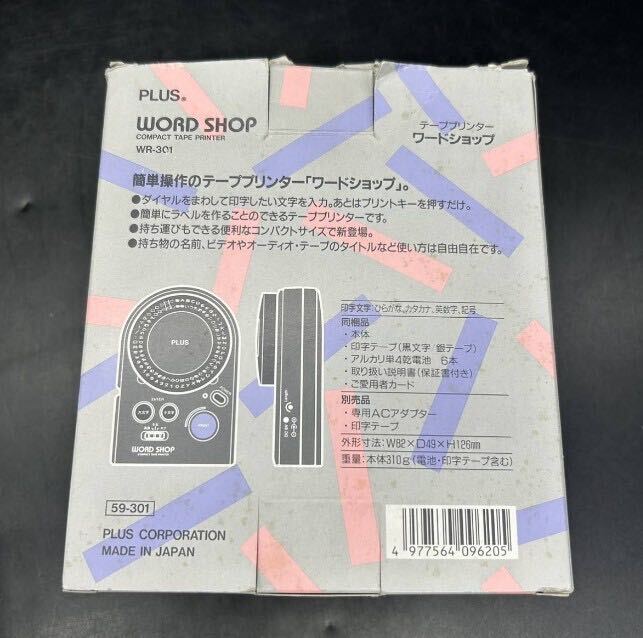 PLUS®
WORD SHOP
COMPACT TAPE PRINTER
WR-301
テーププリンター
ワードショップ
簡単操作のテーププリンター「ワードショップ」。
●ダイヤルをまわして印字したい文字を入力。あとはプリントキーを押すだけ。
●簡単にラベルを作ることのできるテーププリンターです。
●持ち運びもできる便利なコンパクトサイズで新登場。
●持ち物の名前、ビデオやオーディオ・テープのタイトルなど使い方は自由自在です。
印字文字:ひらがな、カタカナ、英数字、記号
同梱品
・本体
・印字テープ(黒文字/銀テープ)
・アルカリ単4乾電池 6本
・取り扱い説明書(保証書付き)
・ご愛用者カード
別売品
・専用ACアダプター
・印字テープ
外形寸法:W82×D49×H126mm
重量:本体310g(電池・印字テープ含む)
PLUS
ENTER
大文字
小文字
PRINT
WORD SHOP
COMPACT TAPE PRINTER
59-301
PLUS CORPORATION
MADE IN JAPAN
4 977564 096205